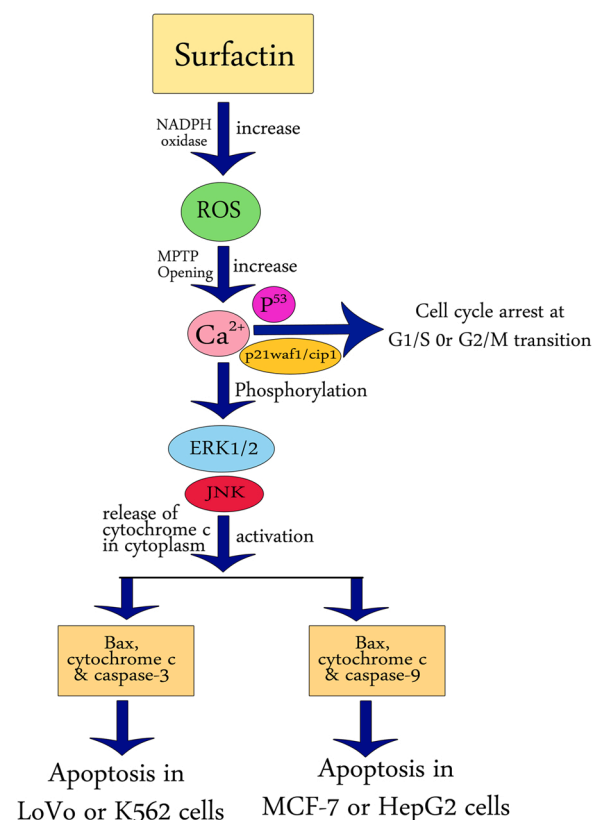 Surfactin
NADPH
oxidase
increase
ROS
MPTP
Opening
increase
P53
Ca2+
p21waf1/cip1
Cell cycle arrest at
G1/S 0r G2/M transition
Phosphorylation
ERK1/2
JNK
release of
cytochrome c
in cytoplasm
activation
Bax,
cytochrome c
& caspase-3
Bax,
cytochrome c
& caspase-9
Apoptosis in
LoVo or K562 cells
Apoptosis in
MCF-7 or HepG2 cells